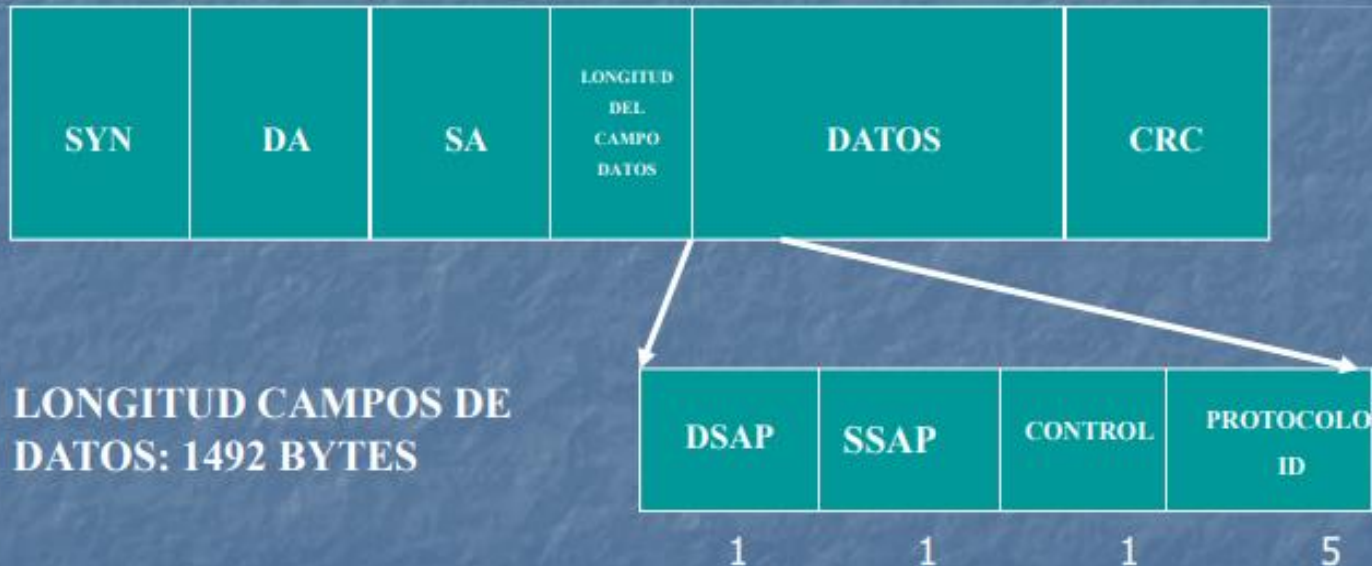 SYN
DA
SA
LONGITUD
DEL
CAMPO
DATOS
DATOS
CRC
LONGITUD CAMPOS DE
DATOS: 1492 BYTES
DSAP
SSAP
CONTROL
PROTOCOLO
ID
1
1
1
5